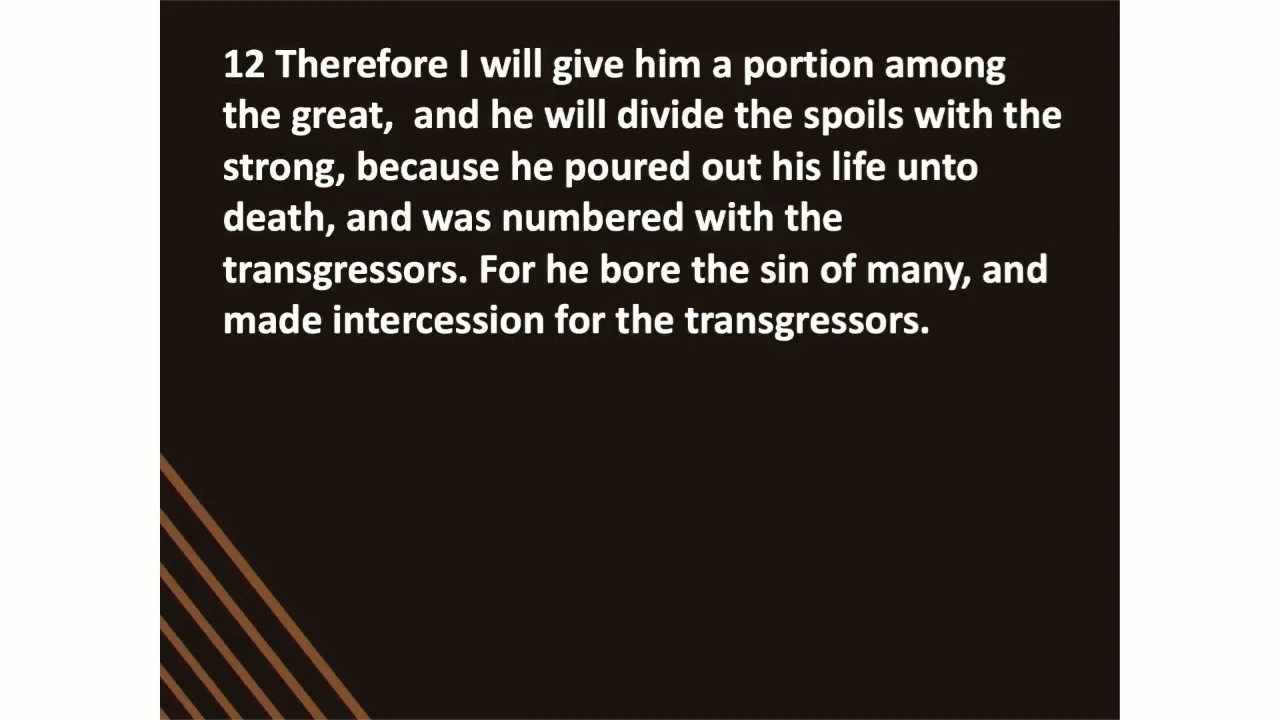 12 Therefore I will give him a portion among
the great,  and he will divide the spoils with the
strong, because he poured out his life unto
death, and was numbered with the
transgressors. For he bore the sin of many, and
made intercession for the transgressors.